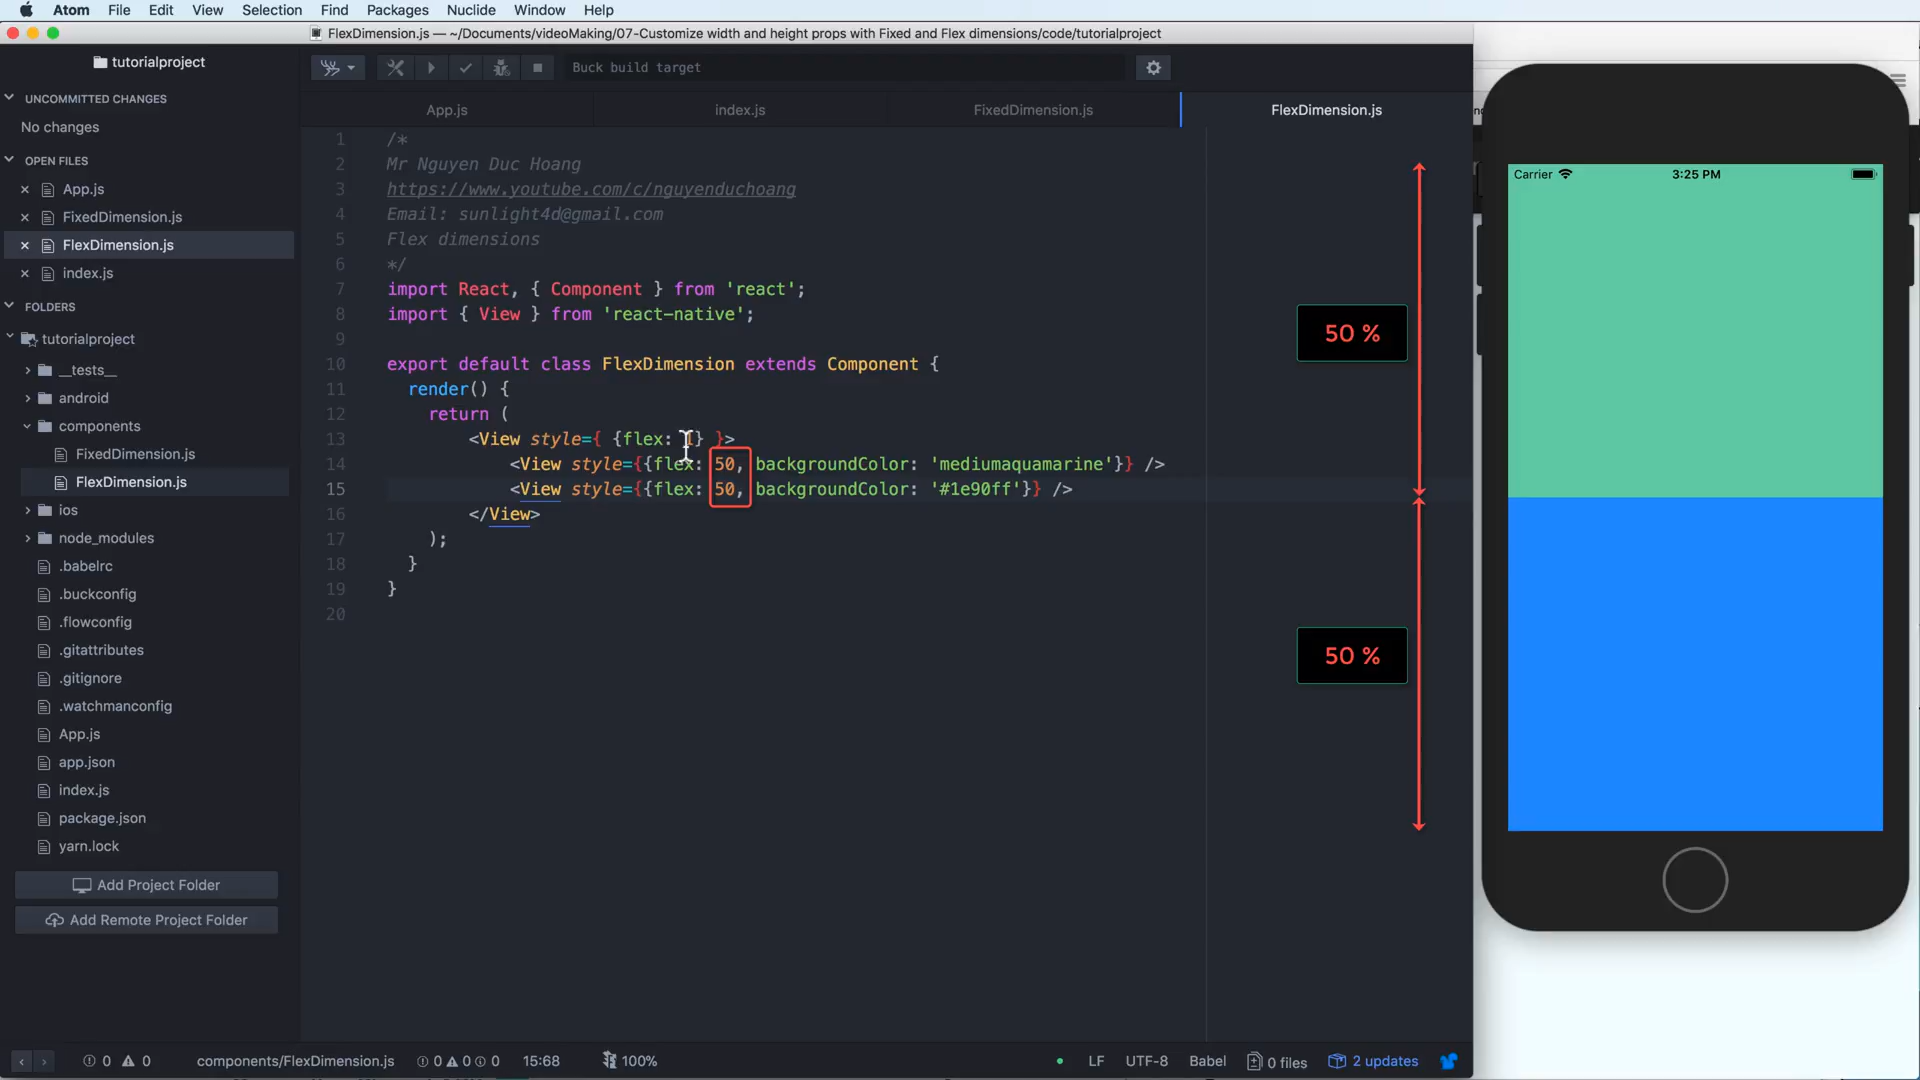 Atom File Edit View Selection Find Packages Nuclide Window Help
FlexDimension.js — ~/Documents/videoMaking/07-Customize width and height props with Fixed and Flex dimensions/code/tutorialproject
tutorialproject
Buck build target
UNCOMMITTED CHANGES
No changes
OPEN FILES
App.js
FixedDimension.js
FlexDimension.js
index.js
FOLDERS
tutorialproject
__tests__
android
components
FixedDimension.js
FlexDimension.js
ios
node_modules
.babelrc
.buckconfig
.flowconfig
.gitattributes
.gitignore
.watchmanconfig
App.js
app.json
index.js
package.json
yarn.lock
Add Project Folder
Add Remote Project Folder
App.js index.js FixedDimension.js FlexDimension.js
1 /*
2 Mr Nguyen Duc Hoang
3 https://www.youtube.com/c/nguyenduchoang
4 Email: sunlight4d@gmail.com
5 Flex dimensions
6 */
7 import React, { Component } from 'react';
8 import { View } from 'react-native';
9
10 export default class FlexDimension extends Component {
11 render() {
12 return (
13 <View style={ {flex: 1} }>
14 <View style={{flex: 50, backgroundColor: 'mediumaquamarine'}} />
15 <View style={{flex: 50, backgroundColor: '#1e90ff'}} />
16 </View>
17 );
18 }
19 }
20
50 %
50 %
Carrier 3:25 PM
0 0 components/FlexDimension.js 0 0 0 15:68 100% LF UTF-8 Babel 0 files 2 updates